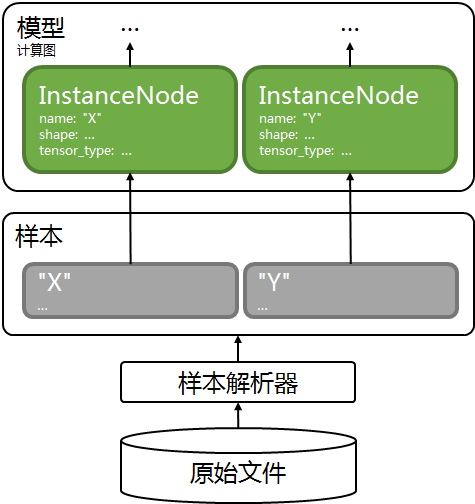 模型
计算图
...
...
InstanceNode
name: "X"
shape: ...
tensor_type: ...
InstanceNode
name: "Y"
shape: ...
tensor_type: ...
样本
"X"
...
"Y"
...
样本解析器
原始文件